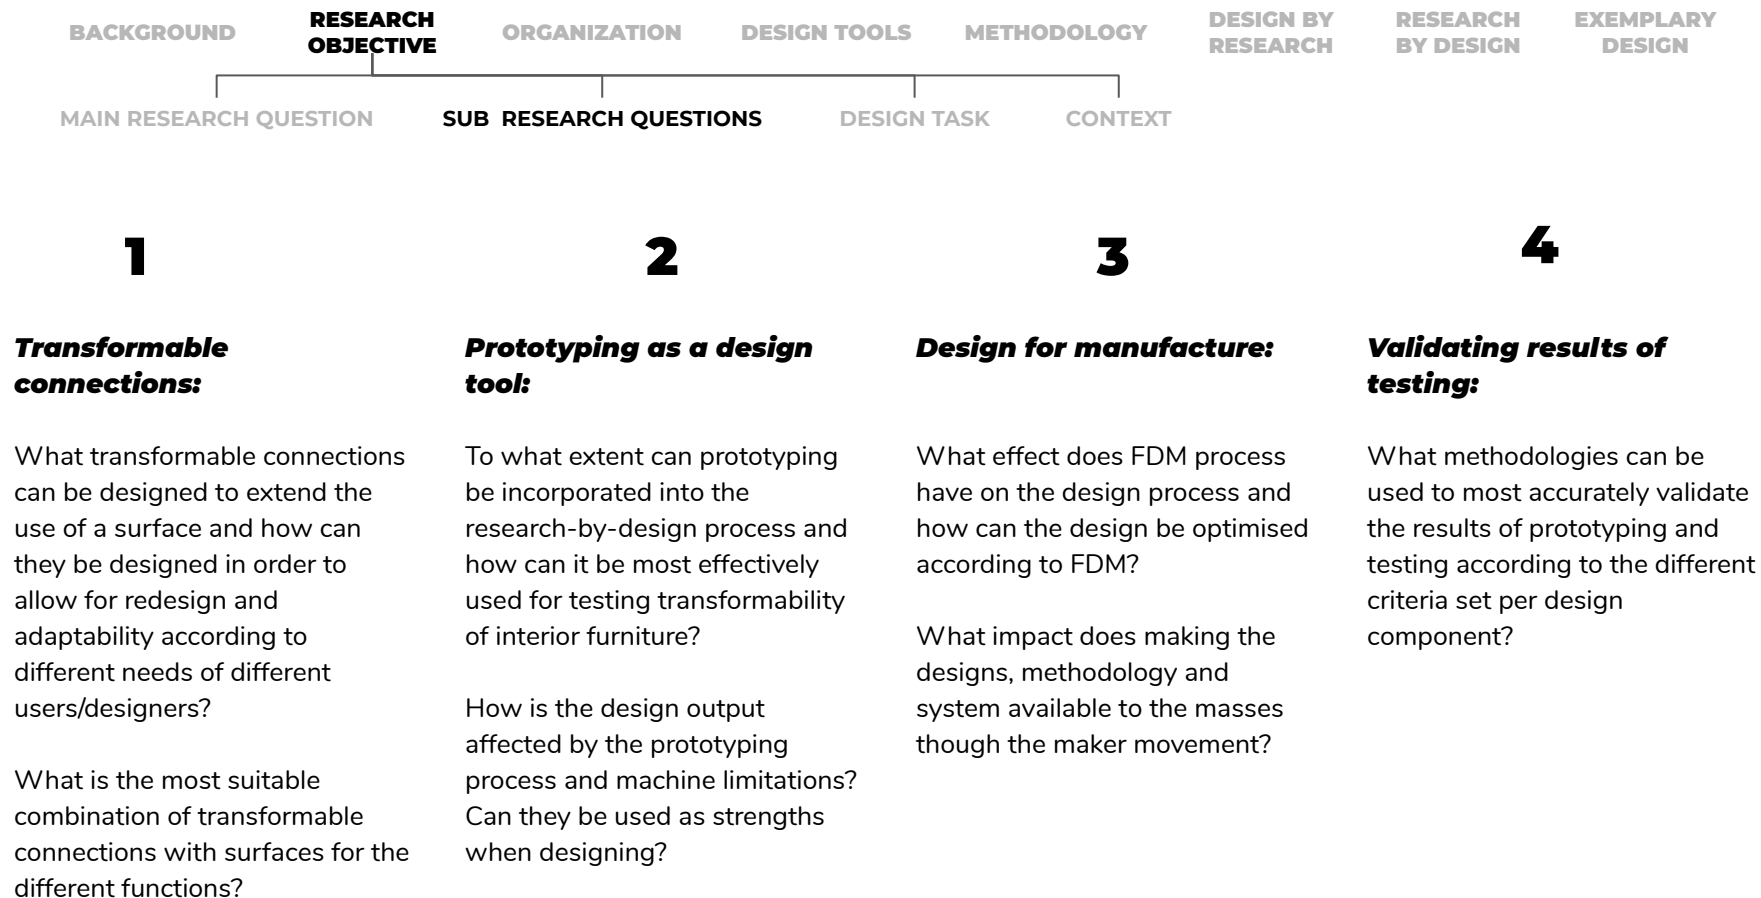 BACKGROUND
RESEARCH
OBJECTIVE
ORGANIZATION
DESIGN TOOLS
METHODOLOGY
DESIGN BY
RESEARCH
RESEARCH
BY DESIGN
EXEMPLARY
DESIGN
MAIN RESEARCH QUESTION
SUB RESEARCH QUESTIONS
DESIGN TASK
CONTEXT
1
Transformable
connections:
What transformable connections
can be designed to extend the
use of a surface and how can
they be designed in order to
allow for redesign and
adaptability according to
different needs of different
users/designers?
What is the most suitable
combination of transformable
connections with surfaces for the
different functions?
2
Prototyping as a design
tool:
To what extent can prototyping
be incorporated into the
research-by-design process and
how can it be most effectively
used for testing transformability
of interior furniture?
How is the design output
affected by the prototyping
process and machine limitations?
Can they be used as strengths
when designing?
3
Design for manufacture:
What effect does FDM process
have on the design process and
how can the design be optimised
according to FDM?
What impact does making the
designs, methodology and
system available to the masses
though the maker movement?
4
Validating results of
testing:
What methodologies can be
used to most accurately validate
the results of prototyping and
testing according to the different
criteria set per design
component?